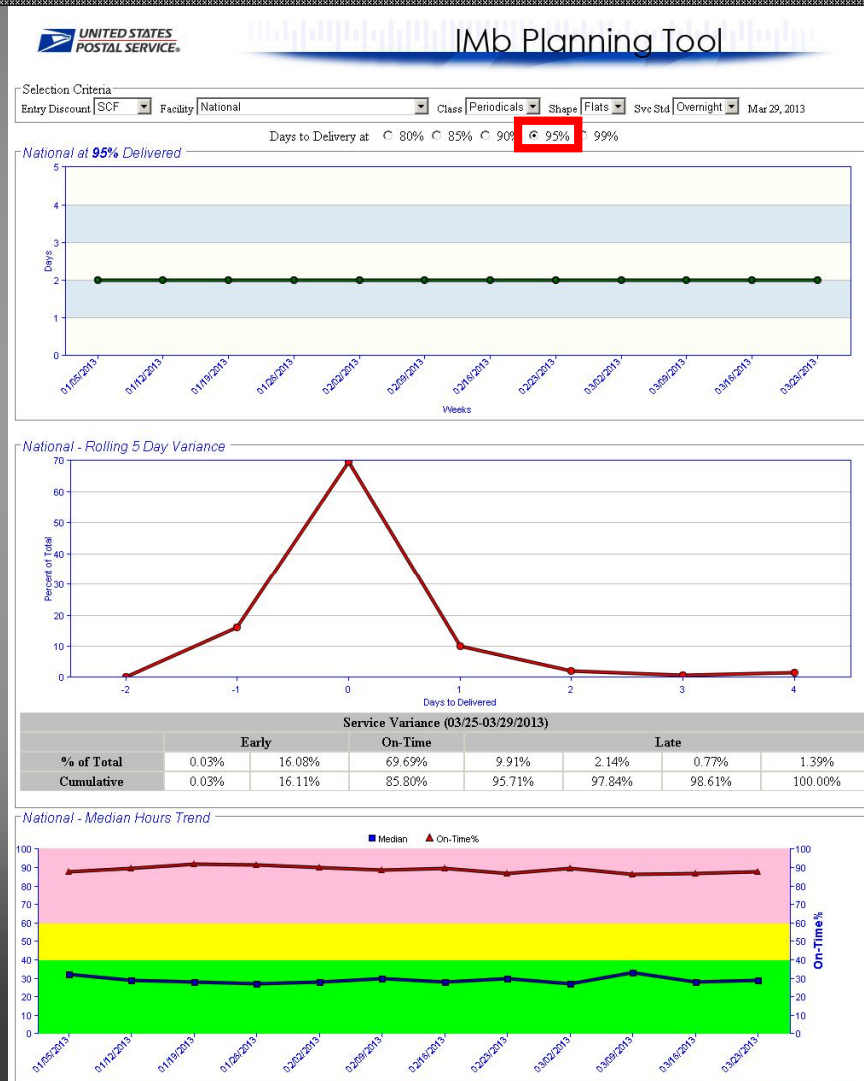 UNITED STATES
POSTAL SERVICE®
IMb Planning Tool
Selection Criteria
Entry Discount SCF Facility National Class Periodicals Shape Flats Svc Std Overnight Mar 29, 2013
Days to Delivery at 80% 85% 90% 95% 99%
National at 95% Delivered
5
4
3
2
1
0
Days
01/05/2013 01/12/2013 01/19/2013 01/26/2013 02/02/2013 02/09/2013 02/16/2013 02/23/2013 03/02/2013 03/09/2013 03/16/2013 03/23/2013
Weeks
National - Rolling 5 Day Variance
70
60
50
40
30
20
10
0
Percent of Total
-2 -1 0 1 2 3 4
Days to Delivered
Service Variance (03/25-03/29/2013)
Early On-Time Late
% of Total 0.03% 16.08% 69.69% 9.91% 2.14% 0.77% 1.39%
Cumulative 0.03% 16.11% 85.80% 95.71% 97.84% 98.61% 100.00%
National - Median Hours Trend
Median On-Time%
100 100
90 90
80 80
70 70
60 60
50 50
40 40
30 30
20 20
10 10
0 0
On-Time%
01/05/2013 01/12/2013 01/19/2013 01/26/2013 02/02/2013 02/09/2013 02/16/2013 02/23/2013 03/02/2013 03/09/2013 03/16/2013 03/23/2013